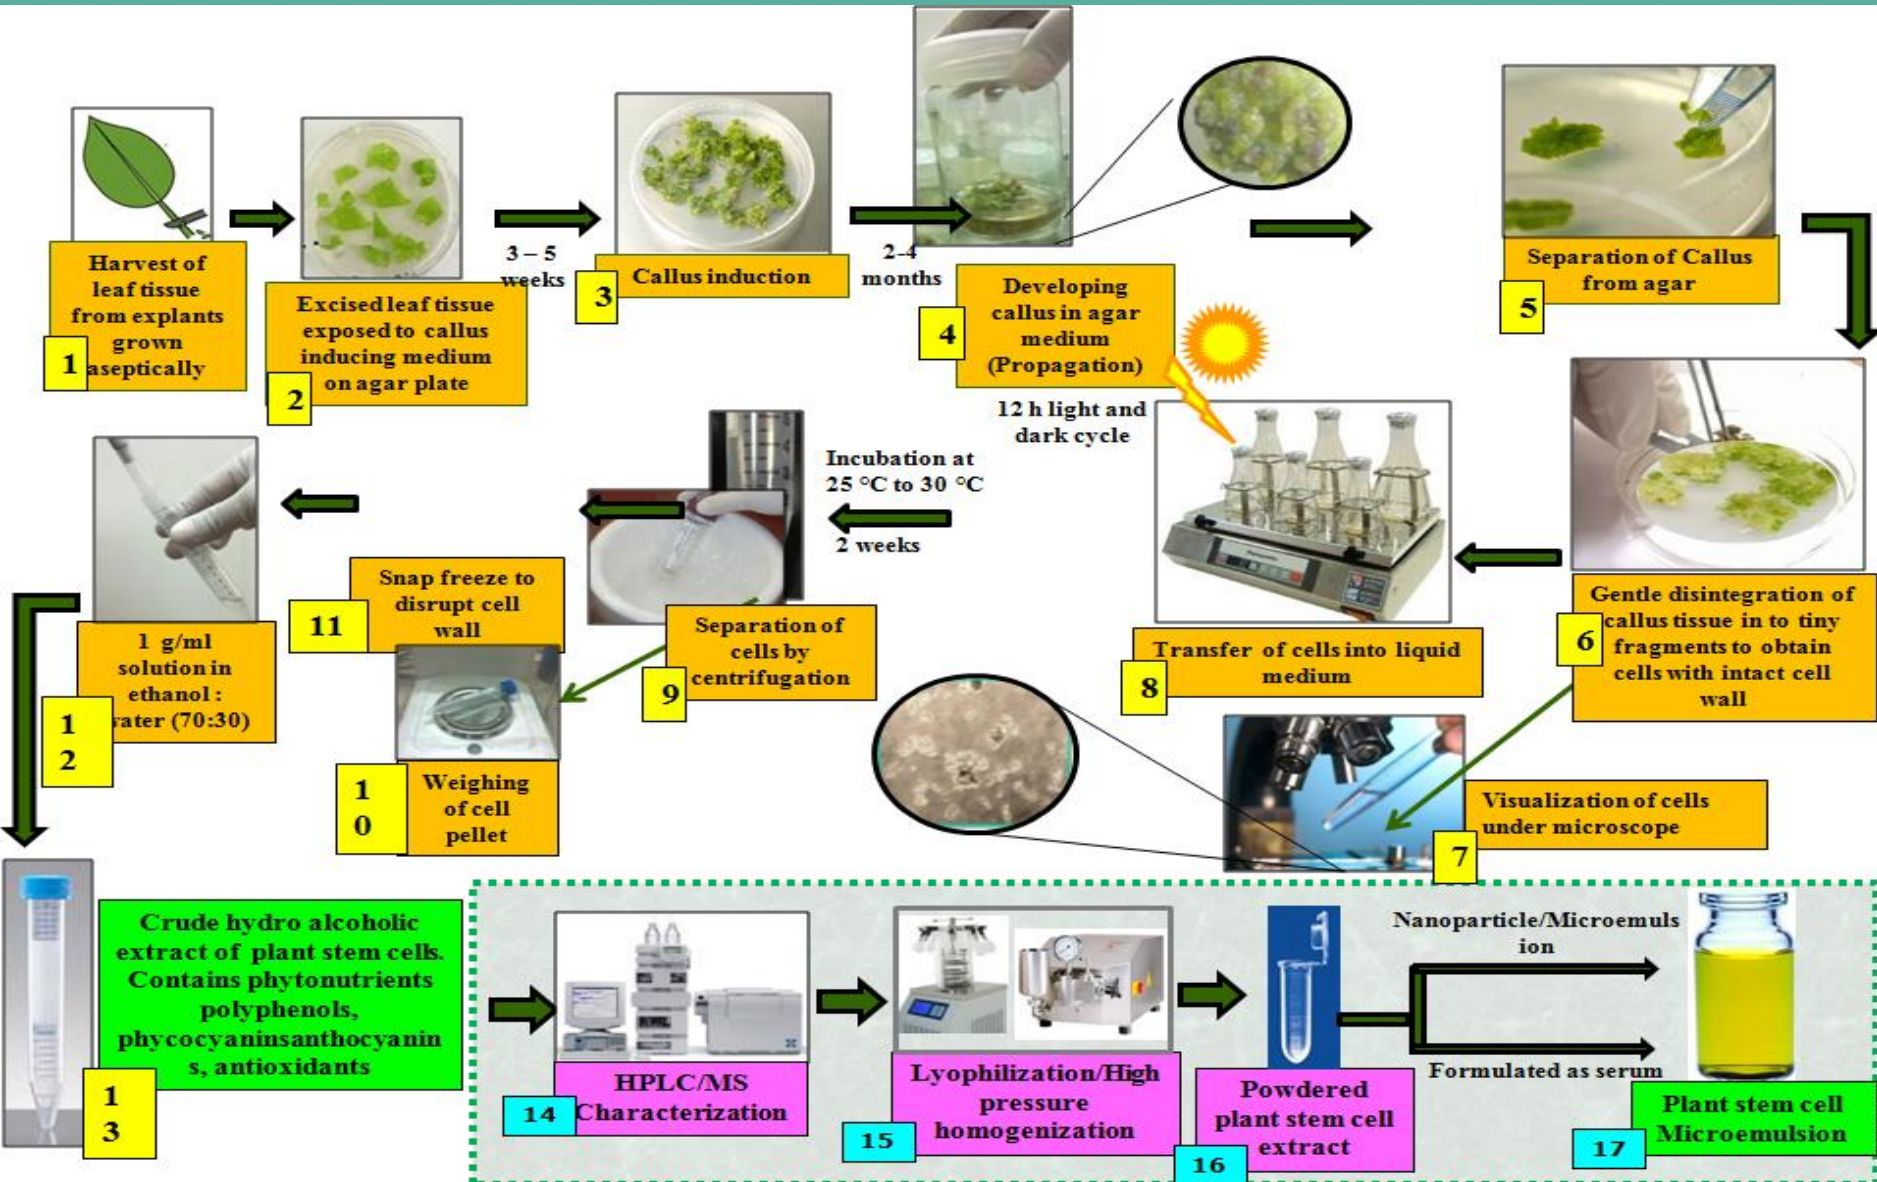 Harvest of
leaf tissue
from explants
grown
aseptically
1
Excised leaf tissue
exposed to callus
inducing medium
on agar plate
2
3 – 5
weeks
Callus induction
3
2-4
months
Developing
callus in agar
medium
(Propagation)
4
Separation of Callus
from agar
5
Gentle disintegration of
callus tissue in to tiny
fragments to obtain
cells with intact cell
wall
6
Visualization of cells
under microscope
7
12 h light and
dark cycle
Transfer of cells into liquid
medium
8
Incubation at
25 °C to 30 °C
2 weeks
Separation of
cells by
centrifugation
9
Weighing
of cell
pellet
1
0
Snap freeze to
disrupt cell
wall
11
1 g/ml
solution in
ethanol :
water (70:30)
1
2
Crude hydro alcoholic
extract of plant stem cells.
Contains phytonutrients
polyphenols,
phycocyaninsanthocyanin
s, antioxidants
1
3
HPLC/MS
Characterization
14
Lyophilization/High
pressure
homogenization
15
Powdered
plant stem cell
extract
16
Nanoparticle/Microemuls
ion
Formulated as serum
Plant stem cell
Microemulsion
17